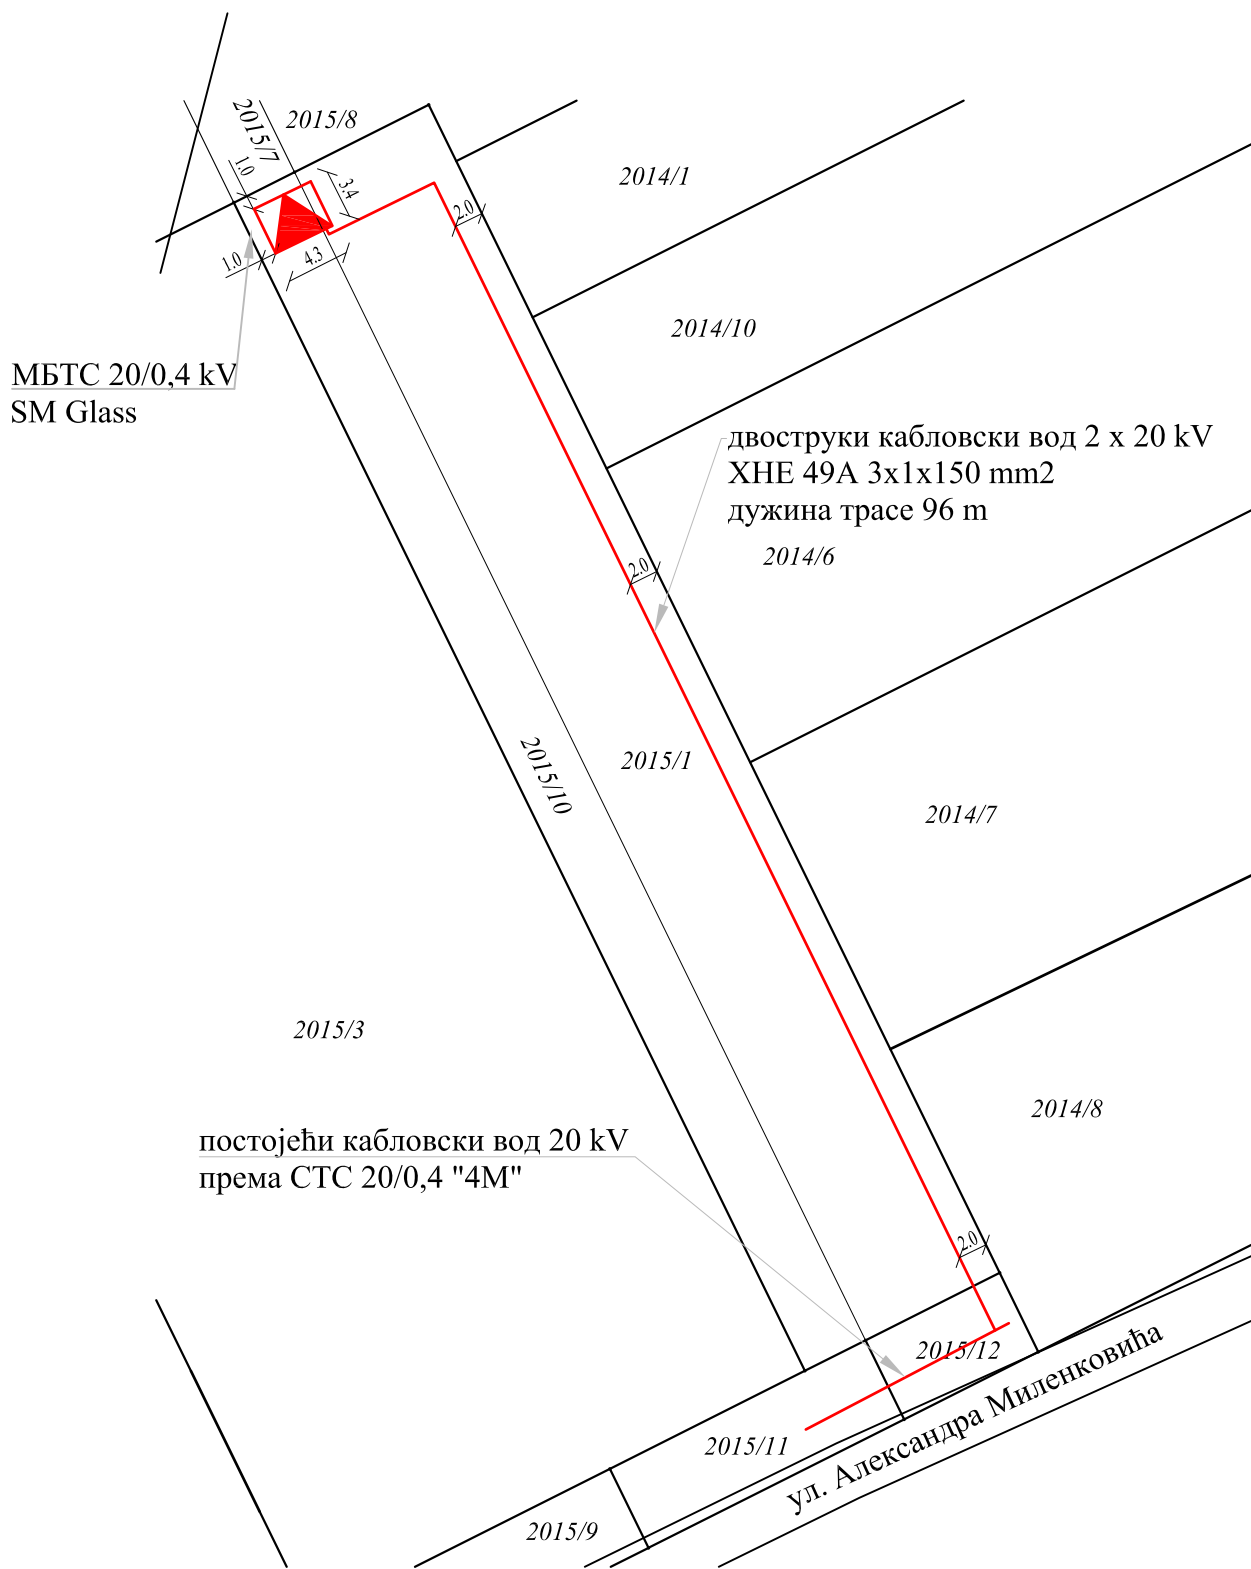 2015/7
2015/8
2014/1
1.0
3.4
2.0
1.0
4.3
2014/10
МБТС 20/0,4 kV
SM Glass
двоструки кабловски вод 2 x 20 kV
XHE 49A 3x1x150 mm2
дужина трасе 96 m
2014/6
2.0
2015/10
2015/1
2014/7
2015/3
2014/8
постојећи кабловски вод 20 kV
према СТС 20/0,4 "4М"
2.0
2015/12
ул. Александра Миленковића
2015/11
2015/9